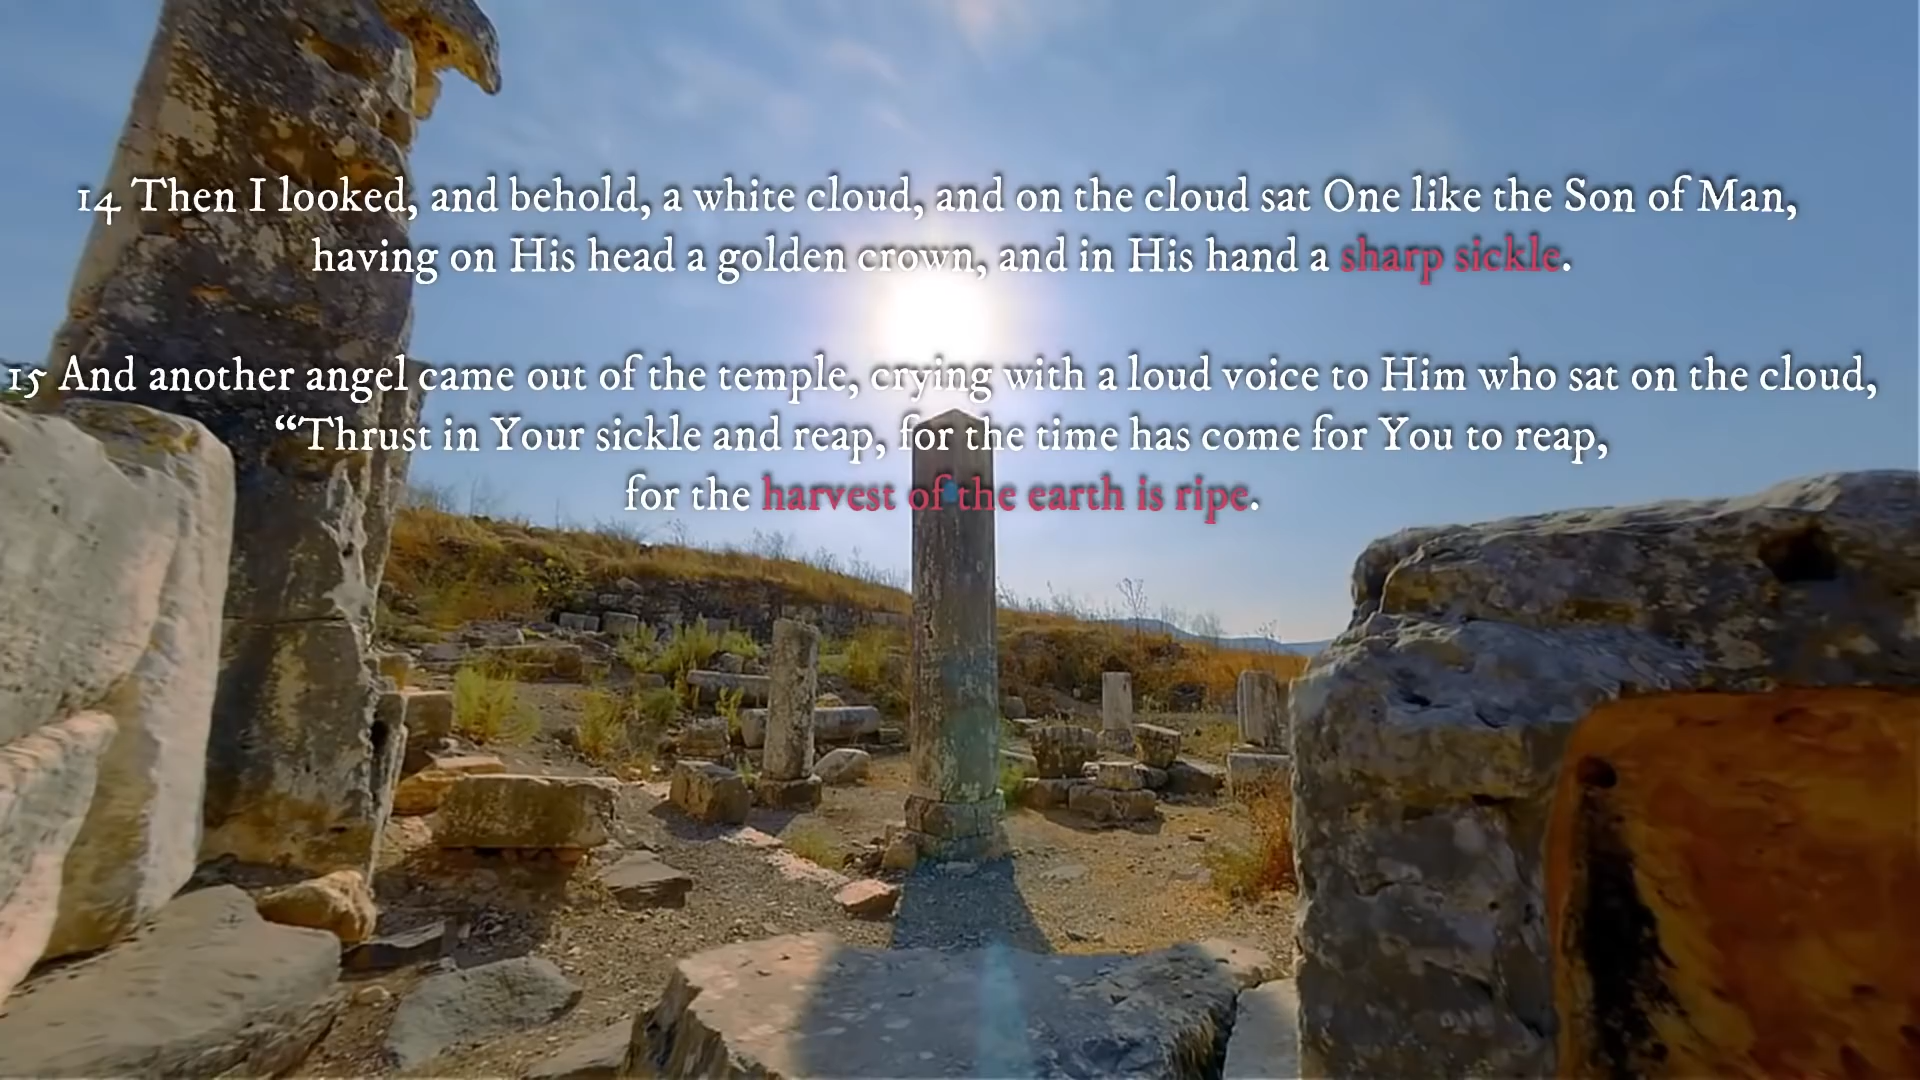 14 Then I looked, and behold, a white cloud, and on the cloud sat One like the Son of Man,
having on His head a golden crown, and in His hand a sharp sickle.
15 And another angel came out of the temple, crying with a loud voice to Him who sat on the cloud,
“Thrust in Your sickle and reap, for the time has come for You to reap,
for the harvest of the earth is ripe.